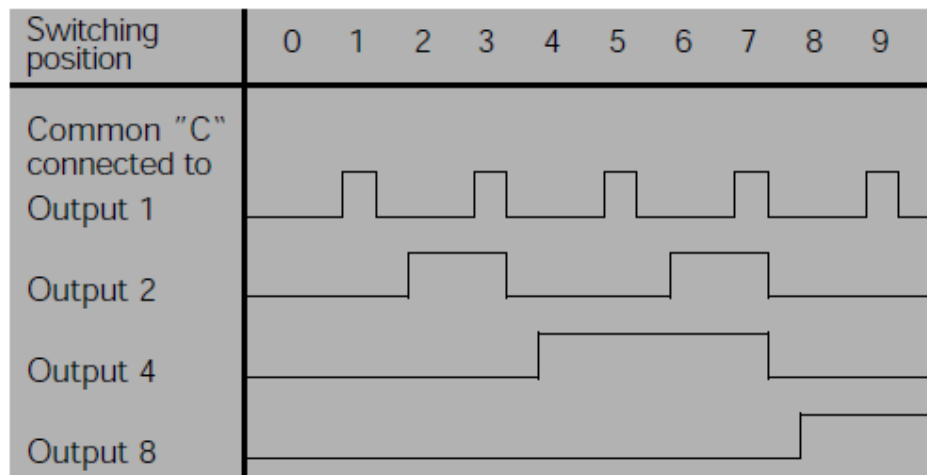 Switching
position
0 1 2 3 4 5 6 7 8 9
Common "C“
connected to
Output 1
Output 2
Output 4
Output 8